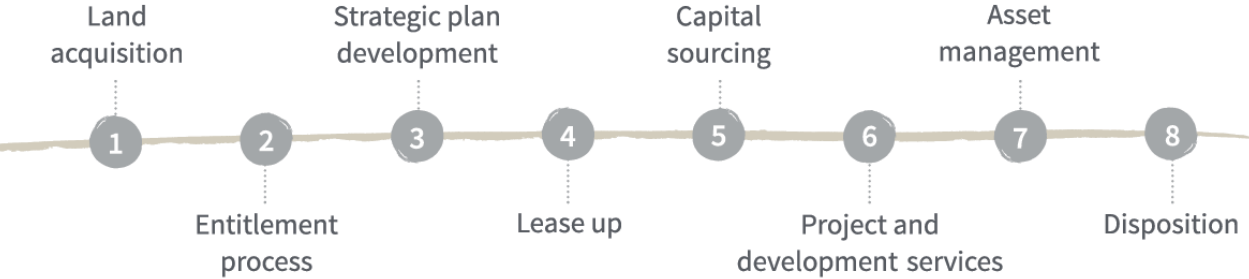 Land
acquisition
1
Entitlement
process
2
Strategic plan
development
3
Lease up
4
Capital
sourcing
5
Project and
development services
6
Asset
management
7
Disposition
8